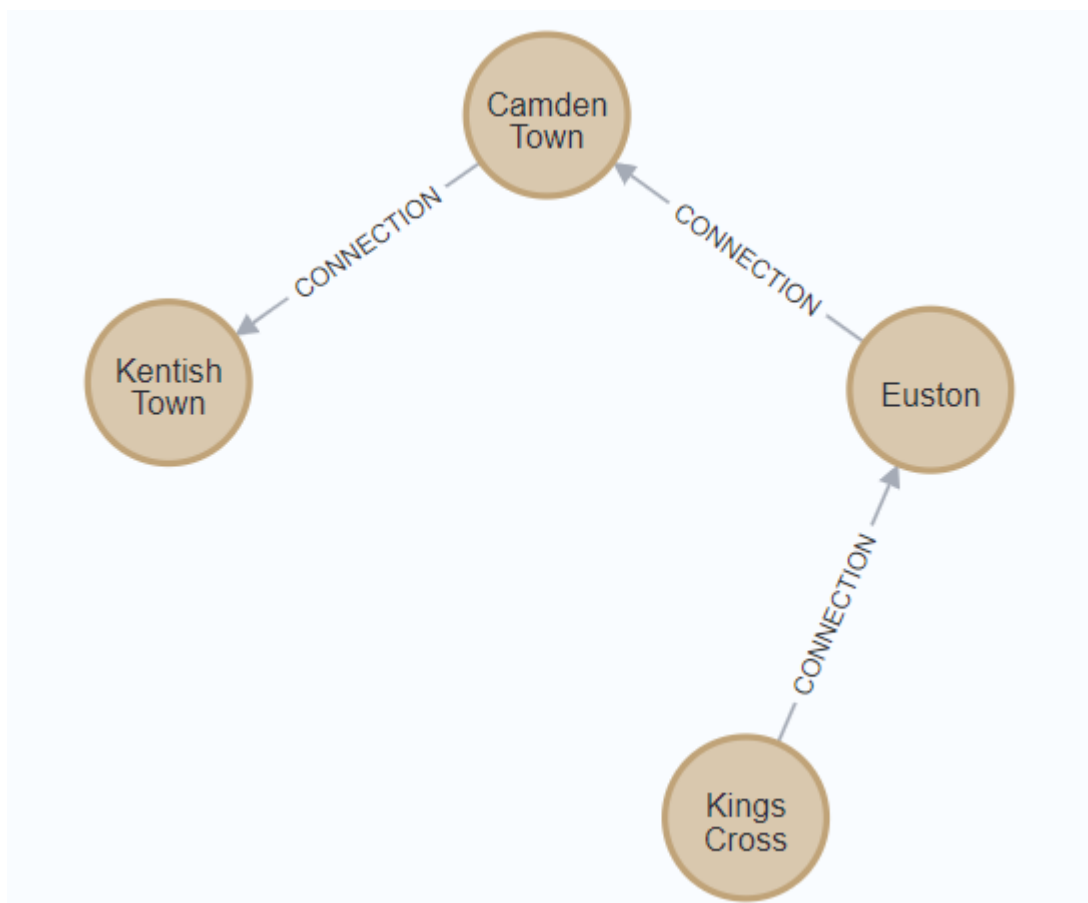 Camden
Town
CONNECTION
CONNECTION
Kentish
Town
Euston
CONNECTION
Kings
Cross